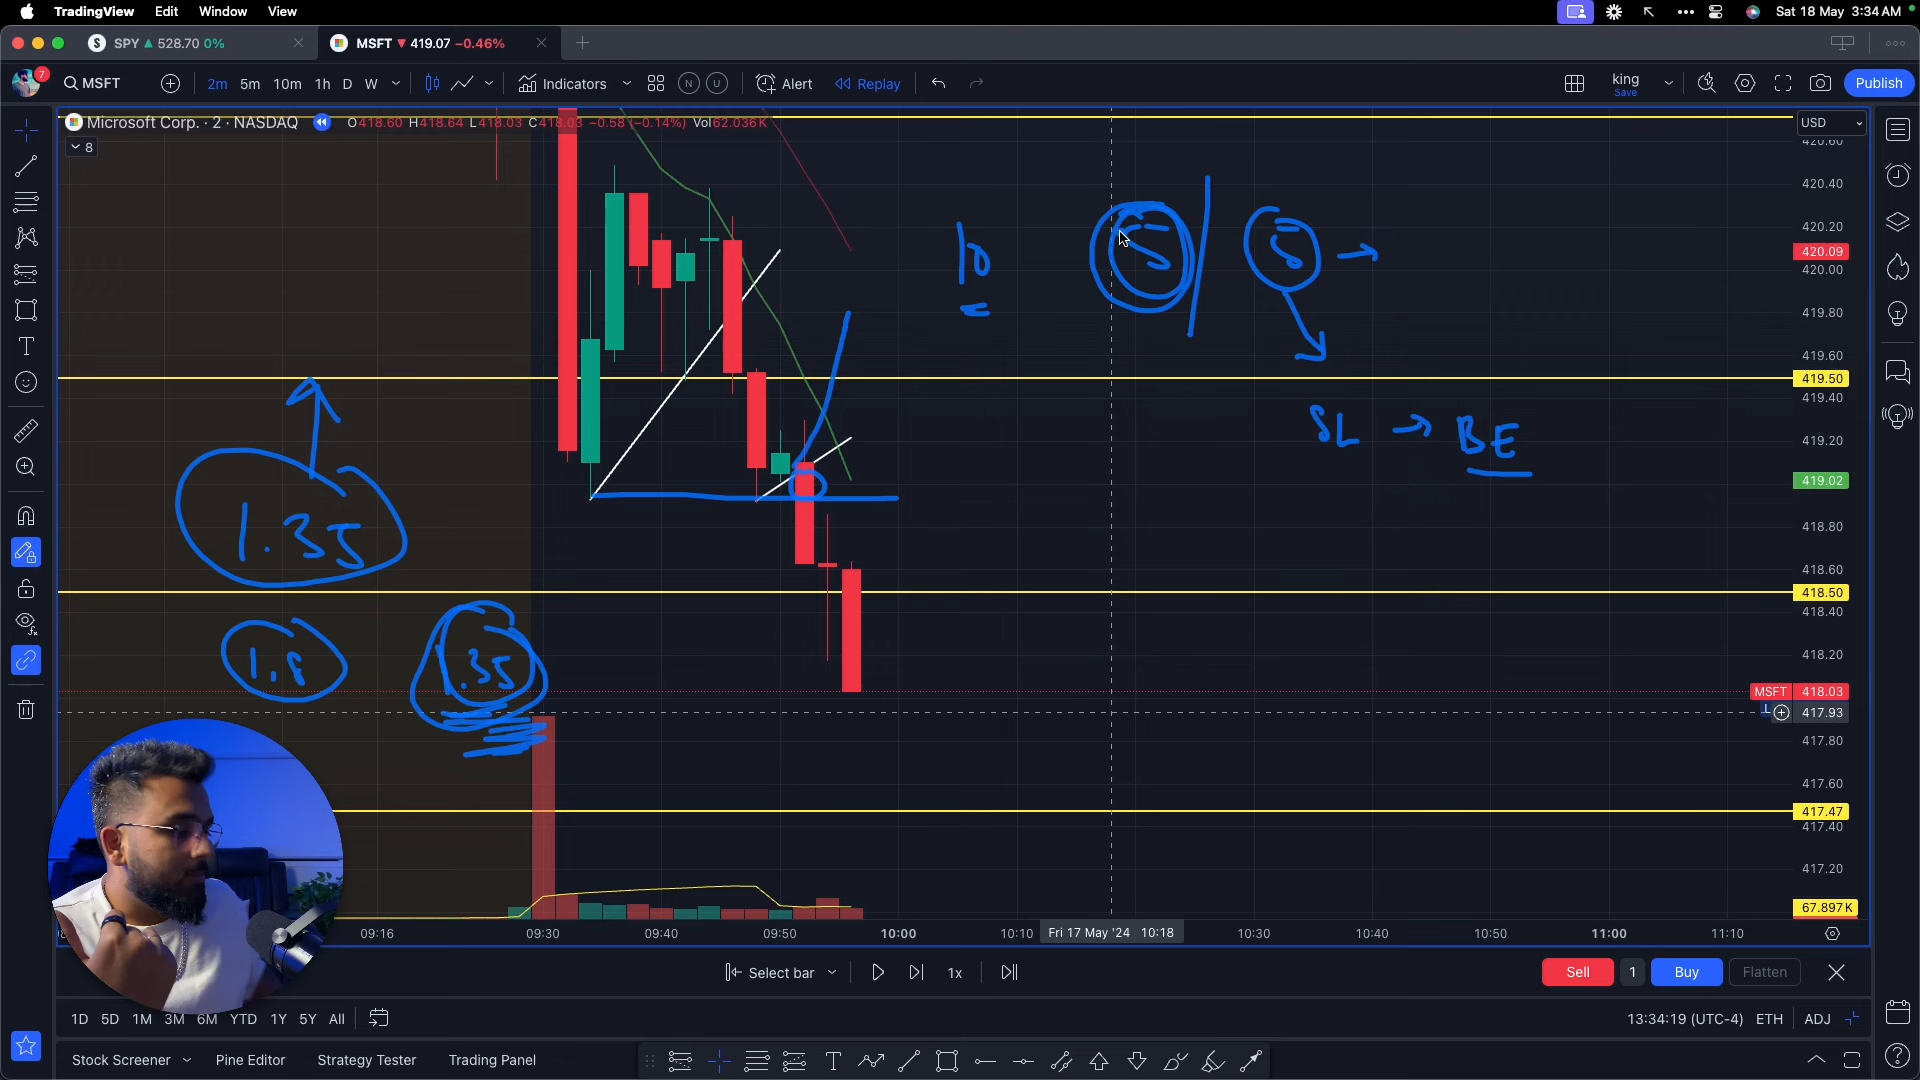 TradingView Edit Window View
Sat 18 May 3:34 AM
SPY 528.70 0%
MSFT 419.07 −0.46%
7
MSFT
2m 5m 10m 1h D W
Indicators
N U
Alert
Replay
king
Save
Publish
Microsoft Corp. · 2 · NASDAQ
O418.60 H418.64 L418.03 C418.03 −0.58 (−0.14%) Vol62.036K
8
USD
420.60
420.40
420.20
420.09
420.00
419.80
419.60
419.50
419.40
419.20
419.02
418.80
418.60
418.50
418.40
418.20
MSFT 418.03
L 417.93
417.80
417.60
417.47
417.40
417.20
67.897K
10
5
5
SL → BE
1.35
1.8
.35
09:16 09:30 09:40 09:50 10:00 10:10 Fri 17 May '24 10:18 10:30 10:40 10:50 11:00 11:10
Select bar
1x
Sell 1 Buy Flatten
1D 5D 1M 3M 6M YTD 1Y 5Y All
13:34:19 (UTC-4) ETH ADJ
Stock Screener Pine Editor Strategy Tester Trading Panel